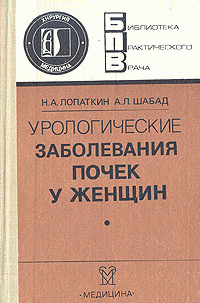 ХИРУРГИЯ
МЕДИЦИНА
БИБЛИОТЕКА
ПРАКТИЧЕСКОГО
ВРАЧА
Н.А. ЛОПАТКИН А.Л. ШАБАД
УРОЛОГИЧЕСКИЕ
ЗАБОЛЕВАНИЯ
ПОЧЕК
У ЖЕНЩИН
· МЕДИЦИНА ·